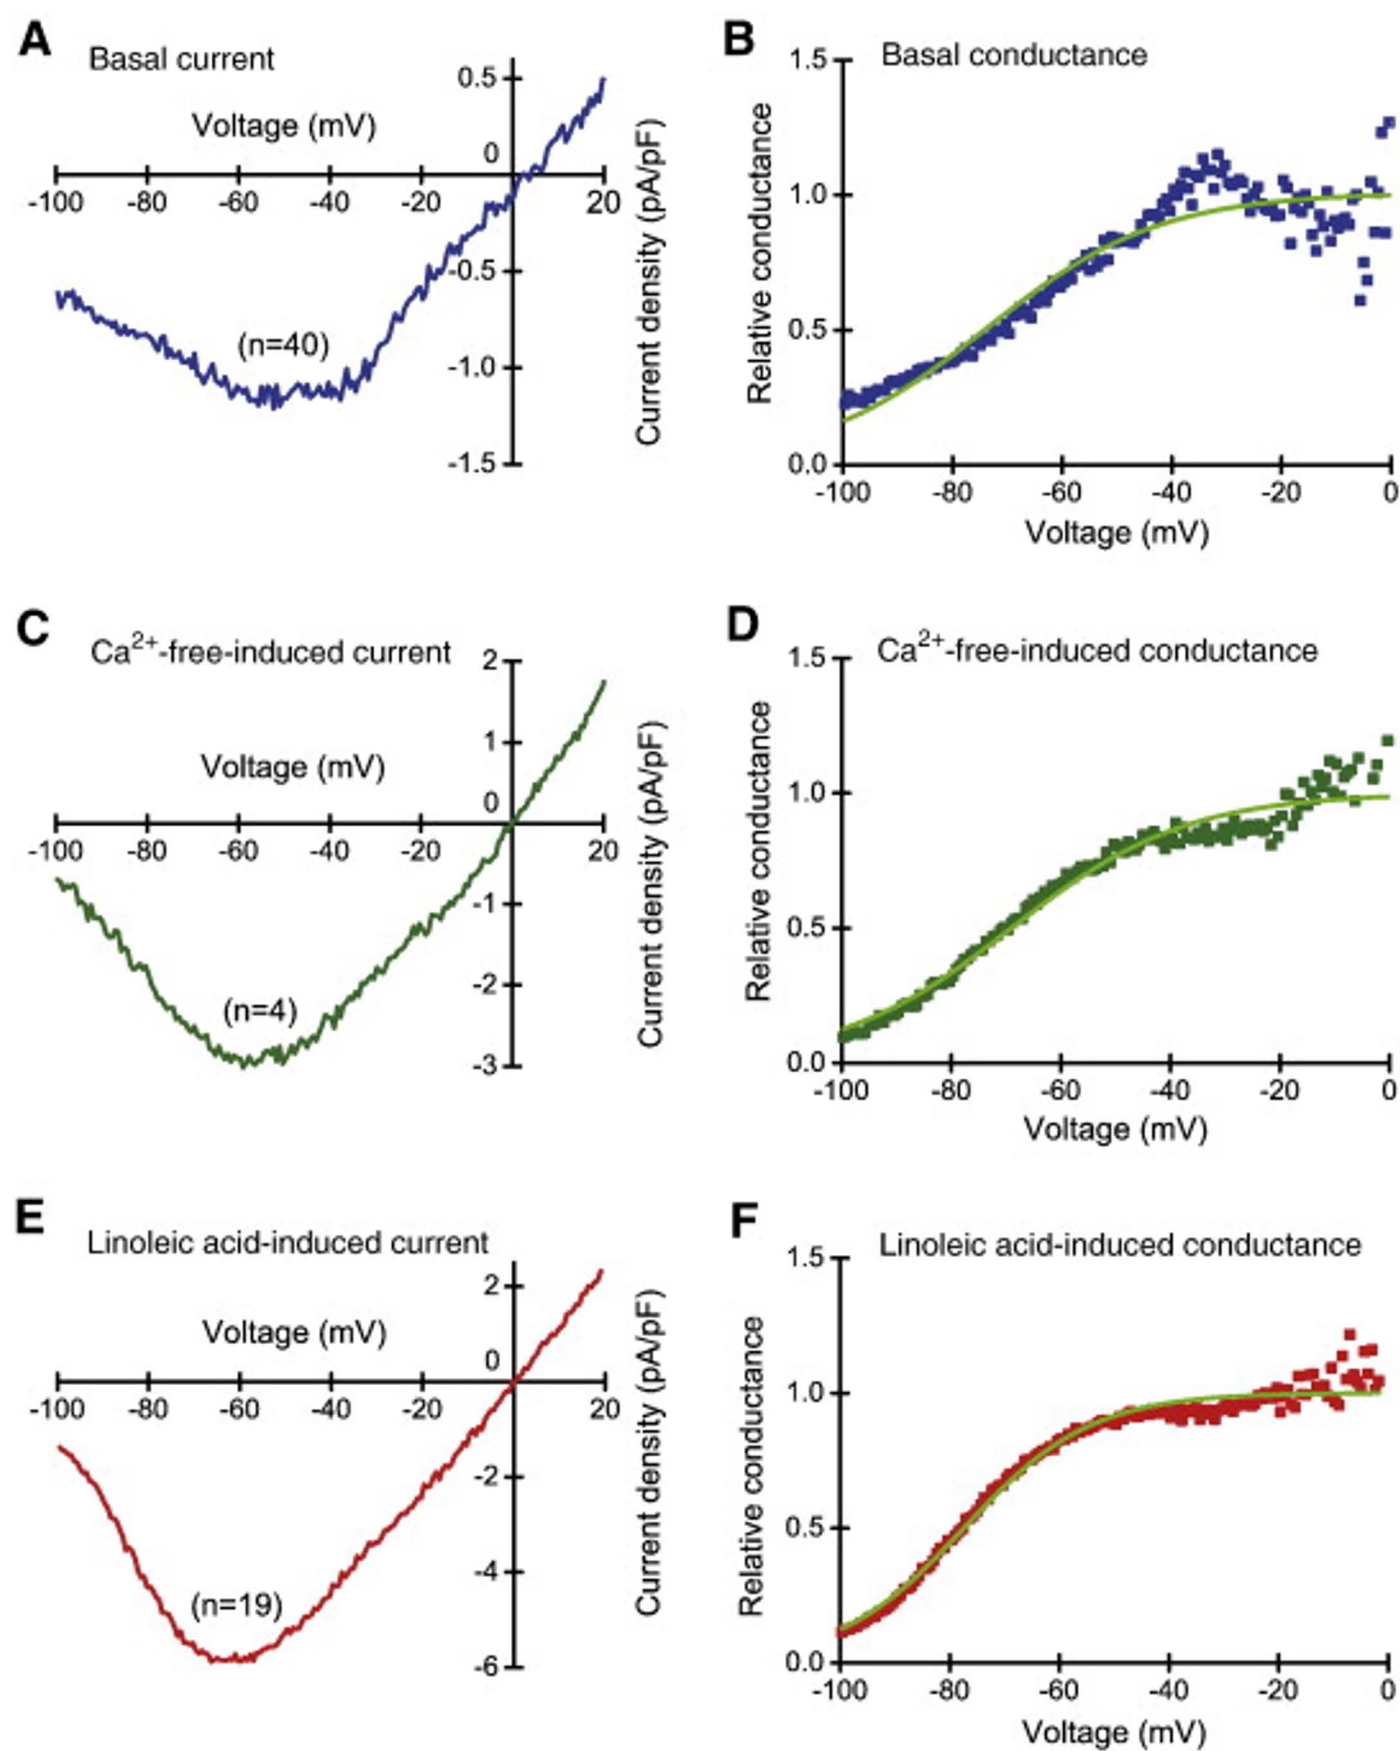 A
Basal current
Voltage (mV)
0.5
0
-0.5
-1.0
-1.5
-100
-80
-60
-40
-20
20
(n=40)
Current density (pA/pF)
B
Basal conductance
1.5
1.0
0.5
0.0
-100
-80
-60
-40
-20
0
Relative conductance
Voltage (mV)
C
Ca2+-free-induced current
Voltage (mV)
2
1
0
-1
-2
-3
-100
-80
-60
-40
-20
20
(n=4)
Current density (pA/pF)
D
Ca2+-free-induced conductance
1.5
1.0
0.5
0.0
-100
-80
-60
-40
-20
0
Relative conductance
Voltage (mV)
E
Linoleic acid-induced current
Voltage (mV)
2
0
-2
-4
-6
-100
-80
-60
-40
-20
20
(n=19)
Current density (pA/pF)
F
Linoleic acid-induced conductance
1.5
1.0
0.5
0.0
-100
-80
-60
-40
-20
0
Relative conductance
Voltage (mV)